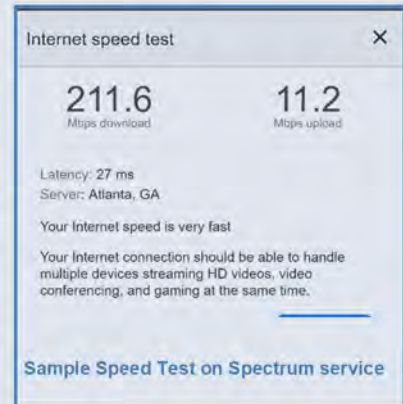 Internet speed test ×
211.6 11.2
Mbps download Mbps upload
Latency: 27 ms
Server: Atlanta, GA
Your Internet speed is very fast
Your Internet connection should be able to handle
multiple devices streaming HD videos, video
conferencing, and gaming at the same time.
Sample Speed Test on Spectrum service